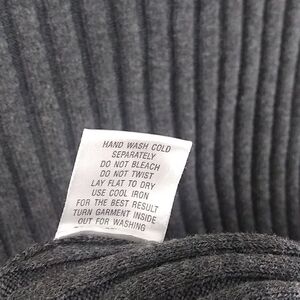 HAND WASH COLD
SEPARATELY
DO NOT BLEACH
DO NOT TWIST
LAY FLAT TO DRY
USE COOL IRON
FOR THE BEST RESULT
TURN GARMENT INSIDE
OUT FOR WASHING